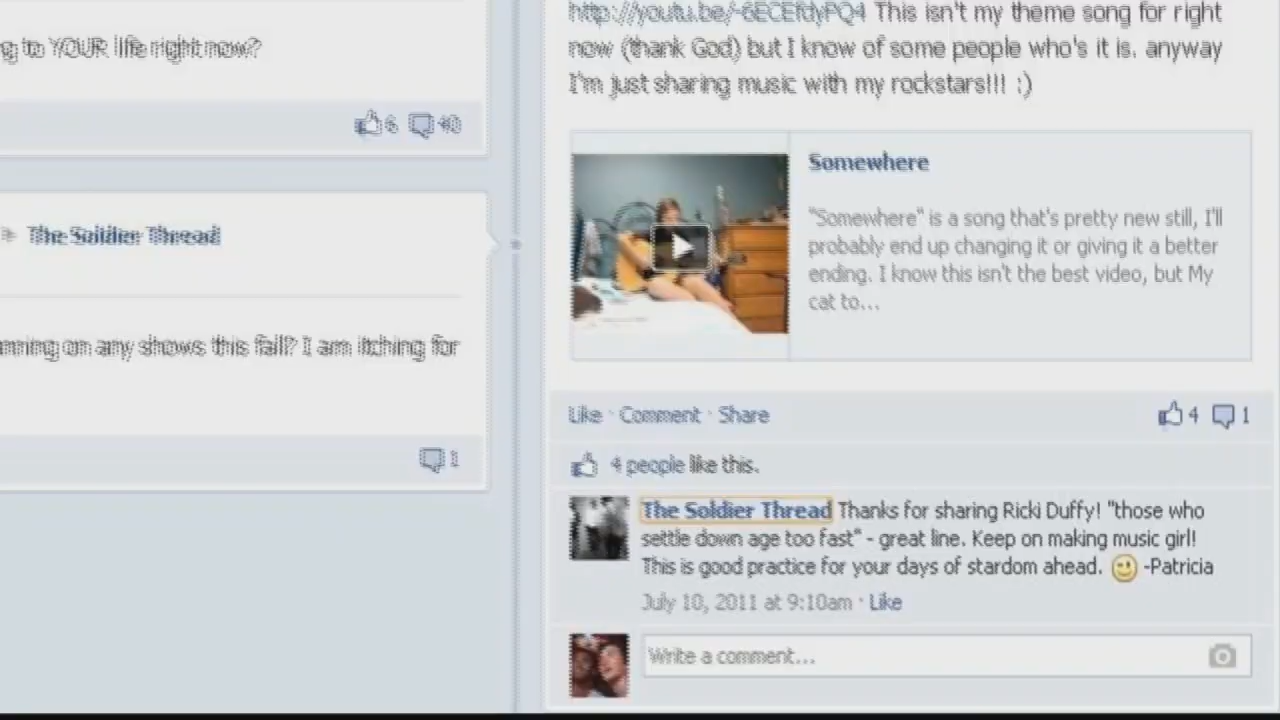 g to YOUR life right now?
6 40
The Soldier Thread
nning on any shows this fall? I am itching for
1
This isn't my theme song for right
now (thank God) but I know of some people who's it is. anyway
I'm just sharing music with my rockstars!!! :)
Somewhere
"Somewhere" is a song that's pretty new still, I'll
probably end up changing it or giving it a better
ending. I know this isn't the best video, but My
cat to...
Like · Comment · Share 4 1
4 people like this.
The Soldier Thread Thanks for sharing Ricki Duffy! "those who
settle down age too fast" - great line. Keep on making music girl!
This is good practice for your days of stardom ahead. -Patricia
July 10, 2011 at 9:10am · Like
Write a comment...